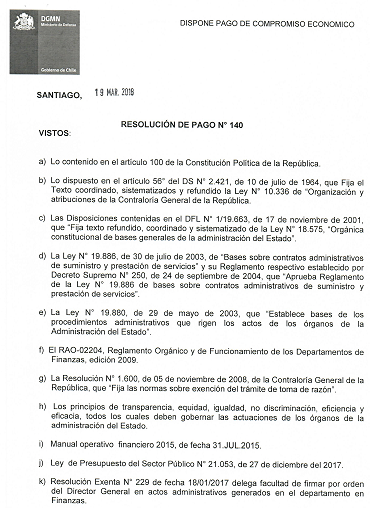 DGMN
Ministerio de Defensa
Gobierno de Chile
DISPONE PAGO DE COMPROMISO ECONOMICO
SANTIAGO, 19 MAR. 2018
RESOLUCIÓN DE PAGO N° 140
VISTOS:
a) Lo contenido en el artículo 100 de la Constitución Política de la República.
b) Lo dispuesto en el artículo 56° del DS N° 2.421, de 10 de julio de 1964, que Fija el
Texto coordinado, sistematizados y refundido la Ley N° 10.336 de “Organización y
atribuciones de la Contraloría General de la República.
c) Las Disposiciones contenidas en el DFL N° 1/19.663, de 17 de noviembre de 2001,
que “Fija texto refundido, coordinado y sistematizado de la Ley N° 18.575, “Orgánica
constitucional de bases generales de la administración del Estado”.
d) La Ley N° 19.886, de 30 de julio de 2003, de “Bases sobre contratos administrativos
de suministro y prestación de servicios” y su Reglamento respectivo establecido por
Decreto Supremo N° 250, de 24 de septiembre de 2004, que “Aprueba Reglamento
de la Ley N° 19.886 de bases sobre contratos administrativos de suministro y
prestación de servicios”.
e) La Ley N° 19.880, de 29 de mayo de 2003, que “Establece bases de los
procedimientos administrativos que rigen los actos de los órganos de la
Administración del Estado”.
f) El RAO-02204, Reglamento Orgánico y de Funcionamiento de los Departamentos de
Finanzas, edición 2009.
g) La Resolución N° 1.600, de 05 de noviembre de 2008, de la Contraloría General de la
República, que “Fija las normas sobre exención del trámite de toma de razón”.
h) Los principios de transparencia, equidad, igualdad, no discriminación, eficiencia y
eficacia, todos los cuales deben gobernar las actuaciones de los órganos de la
administración del Estado.
i) Manual operativo financiero 2015, de fecha 31.JUL.2015.
j) Ley de Presupuesto del Sector Público N° 21.053, de 27 de diciembre del 2017.
k) Resolución Exenta N° 229 de fecha 18/01/2017 delega facultad de firmar por orden
del Director General en actos administrativos generados en el departamento en
Finanzas.